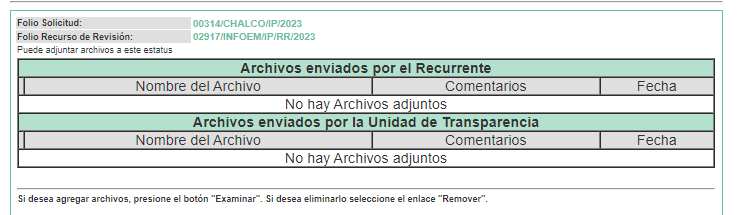 Folio Solicitud: 00314/CHALCO/IP/2023
Folio Recurso de Revisión: 02917/INFOEM/IP/RR/2023
Puede adjuntar archivos a este estatus
Archivos enviados por el Recurrente
Nombre del Archivo Comentarios Fecha
No hay Archivos adjuntos
Archivos enviados por la Unidad de Transparencia
Nombre del Archivo Comentarios Fecha
No hay Archivos adjuntos
Si desea agregar archivos, presione el botón "Examinar". Si desea eliminarlo seleccione el enlace "Remover".